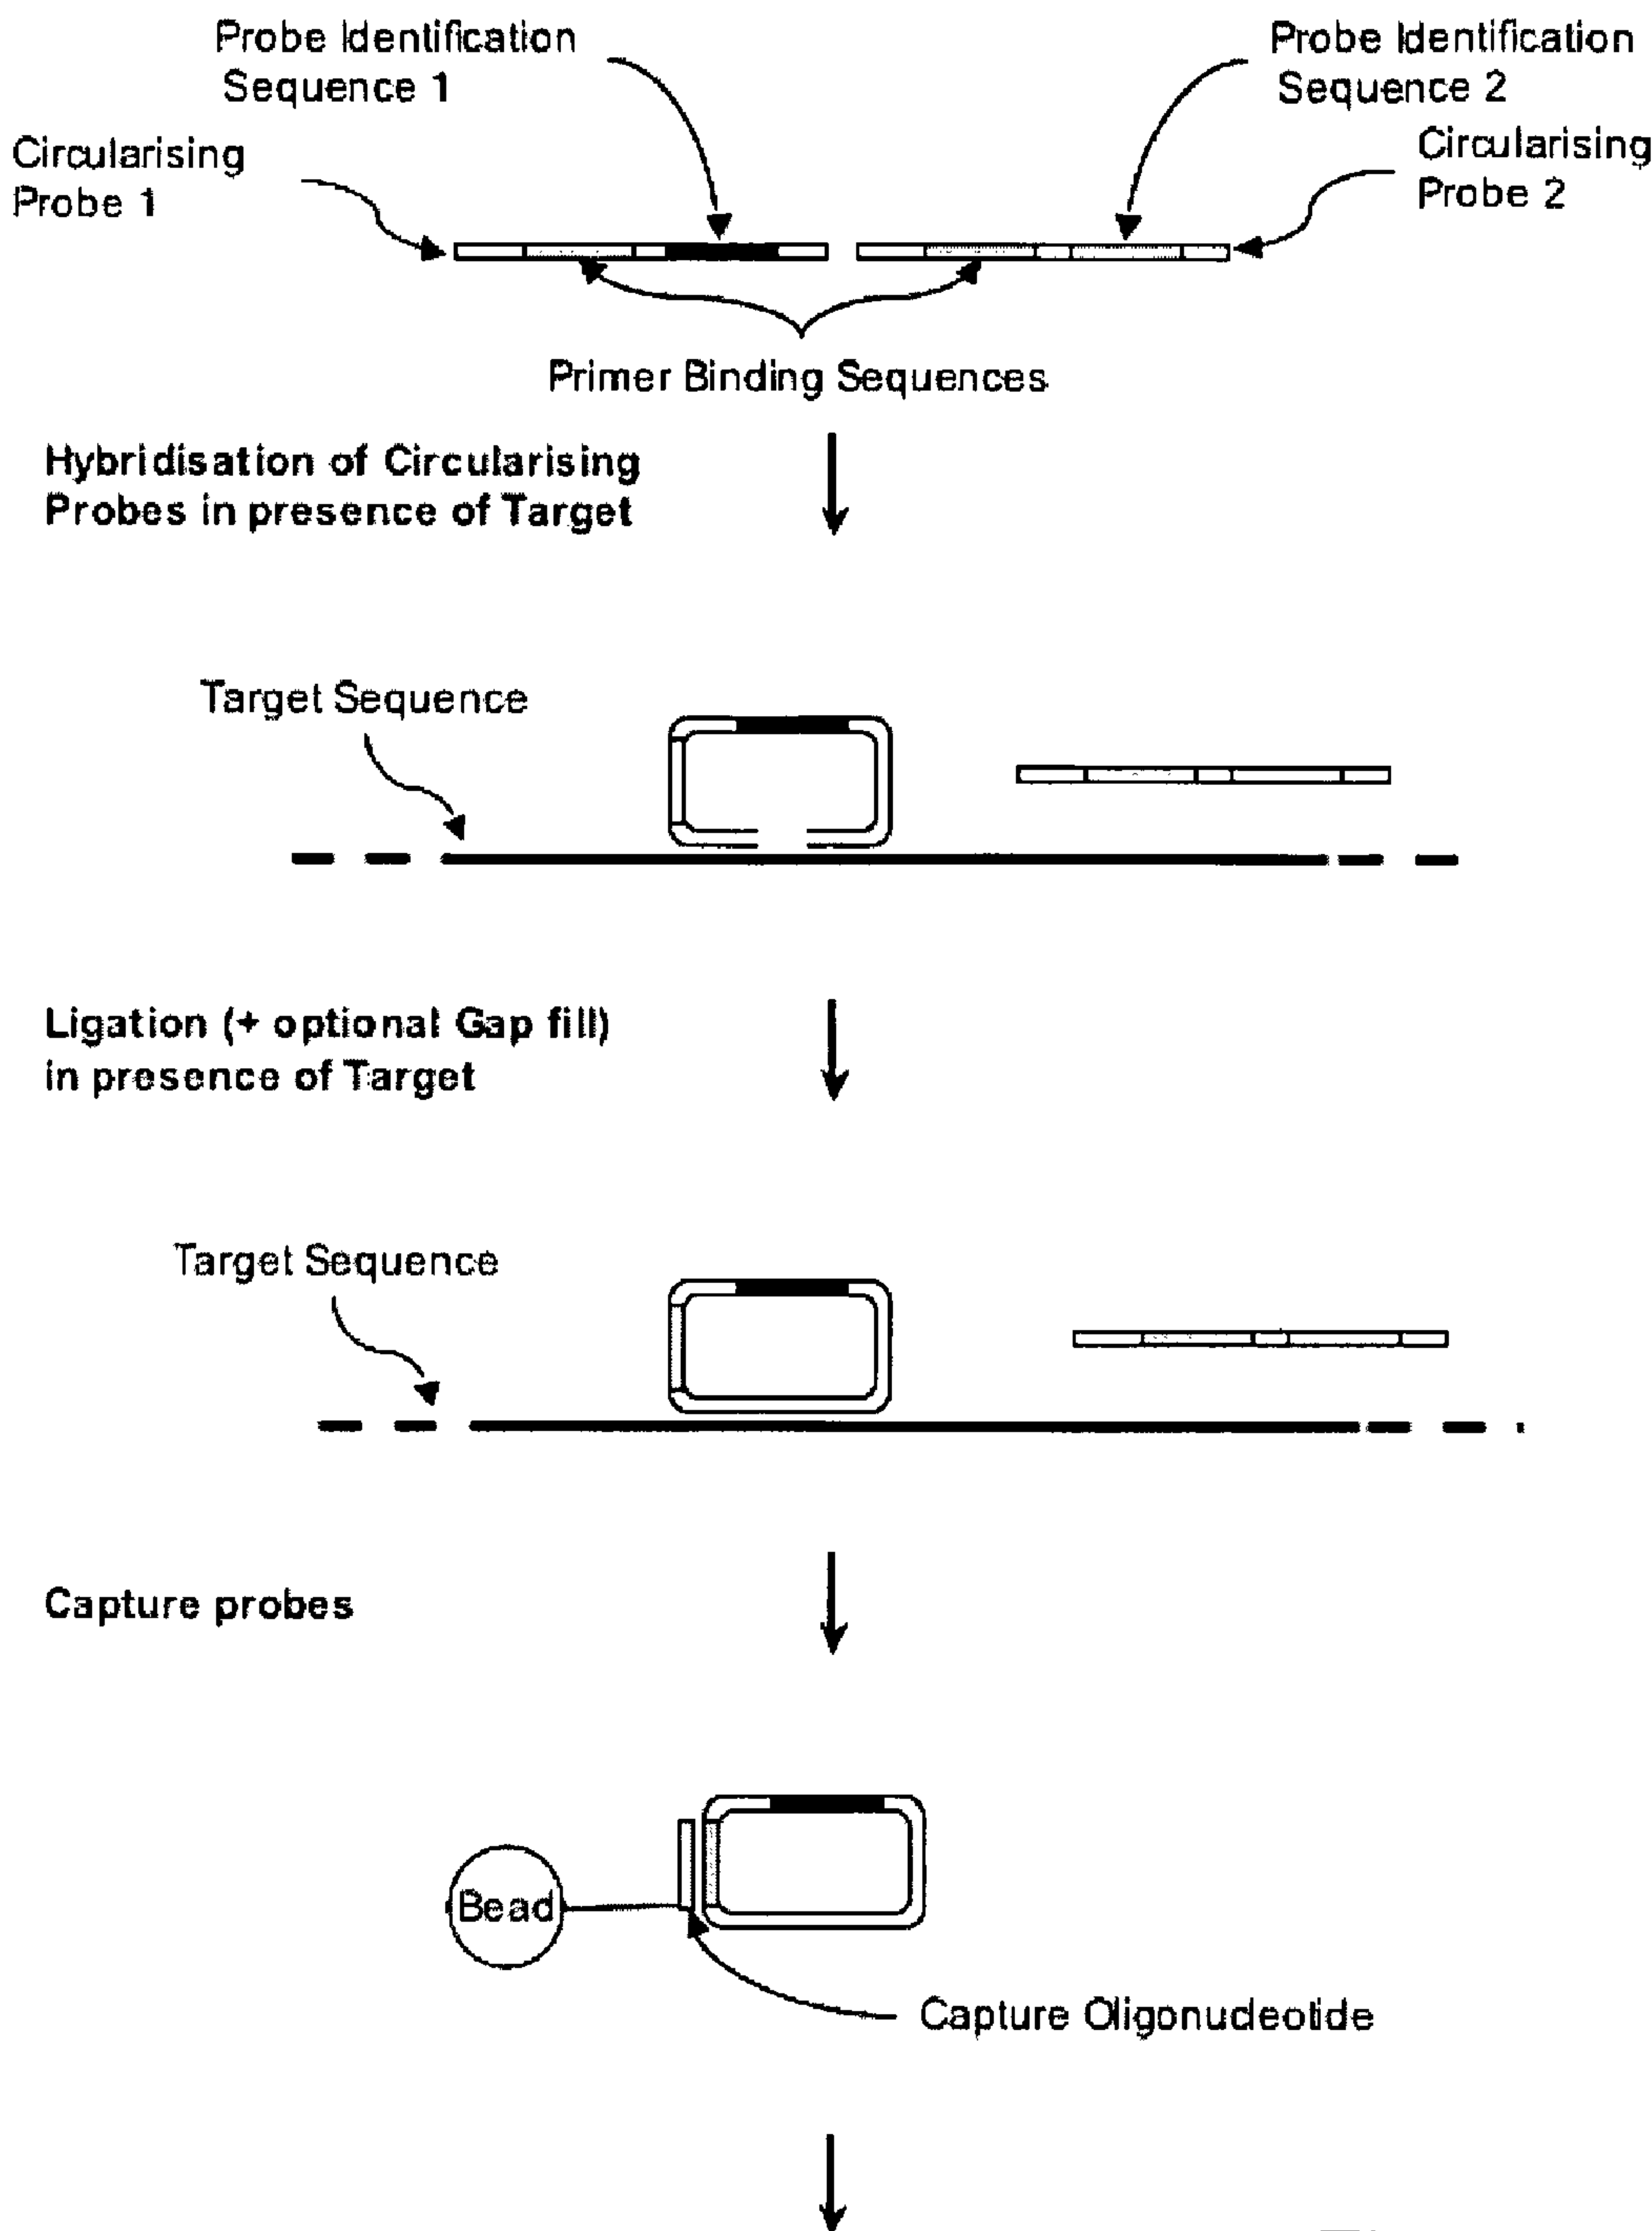 Probe Identification
Sequence 1
Probe Identification
Sequence 2
Circularising
Probe 1
Circularising
Probe 2
Primer Binding Sequences
Hybridisation of Circularising
Probes in presence of Target
Target Sequence
Ligation (+ optional Gap fill)
in presence of Target
Target Sequence
Capture probes
Bead
Capture Oligonucleotide